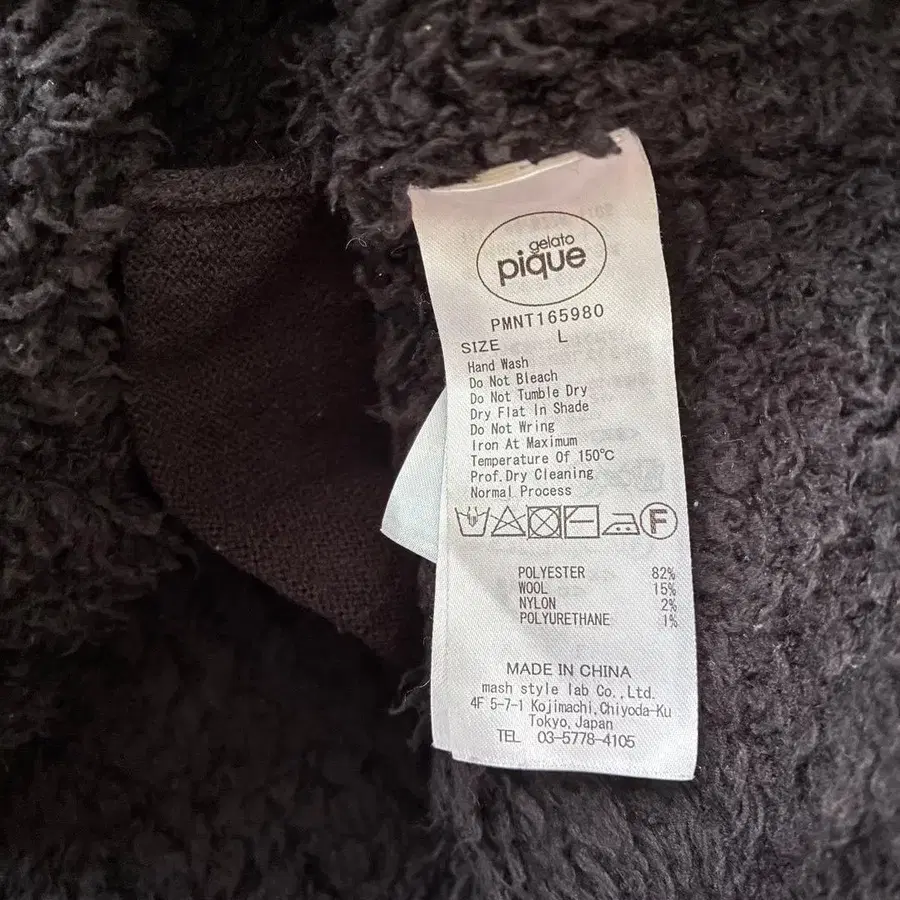 gelato
pique
PMNT165980
SIZE L
Hand Wash
Do Not Bleach
Do Not Tumble Dry
Dry Flat In Shade
Do Not Wring
Iron At Maximum
Temperature Of 150℃
Prof.Dry Cleaning
Normal Process
F
POLYESTER 82%
WOOL 15%
NYLON 2%
POLYURETHANE 1%
MADE IN CHINA
mash style lab Co.,Ltd.
4F 5-7-1 Kojimachi,Chiyoda-Ku
Tokyo,Japan
TEL 03-5778-4105